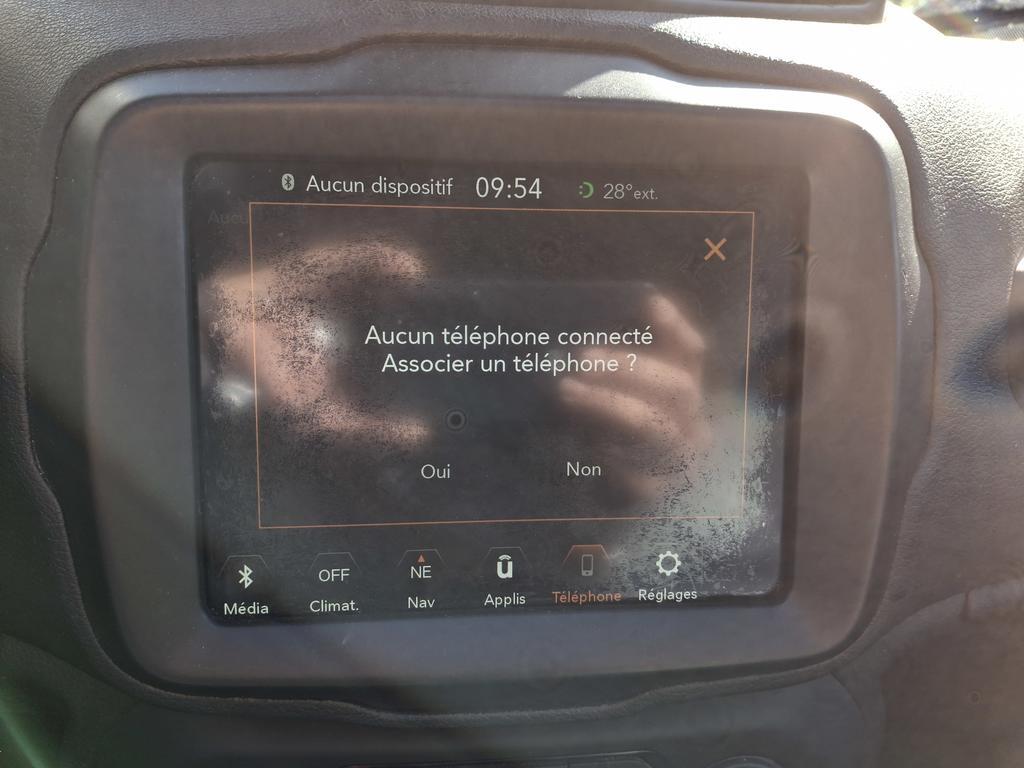 Aucun dispositif 09:54 28° ext.
Aucun téléphone connecté
Associer un téléphone ?
Oui Non
OFF NE
Média Climat. Nav Applis Téléphone Réglages